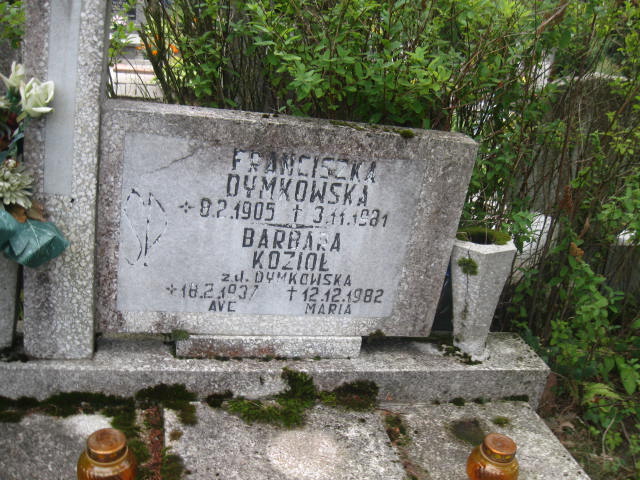 Ś.P.
FRANCISZKA
DYMKOWSKA
* 8.2.1905 † 3.11.1981
BARBARA
KOZIOŁ
z.d. DYMKOWSKA
* 18.2.1937 † 12.12.1982
AVE MARIA